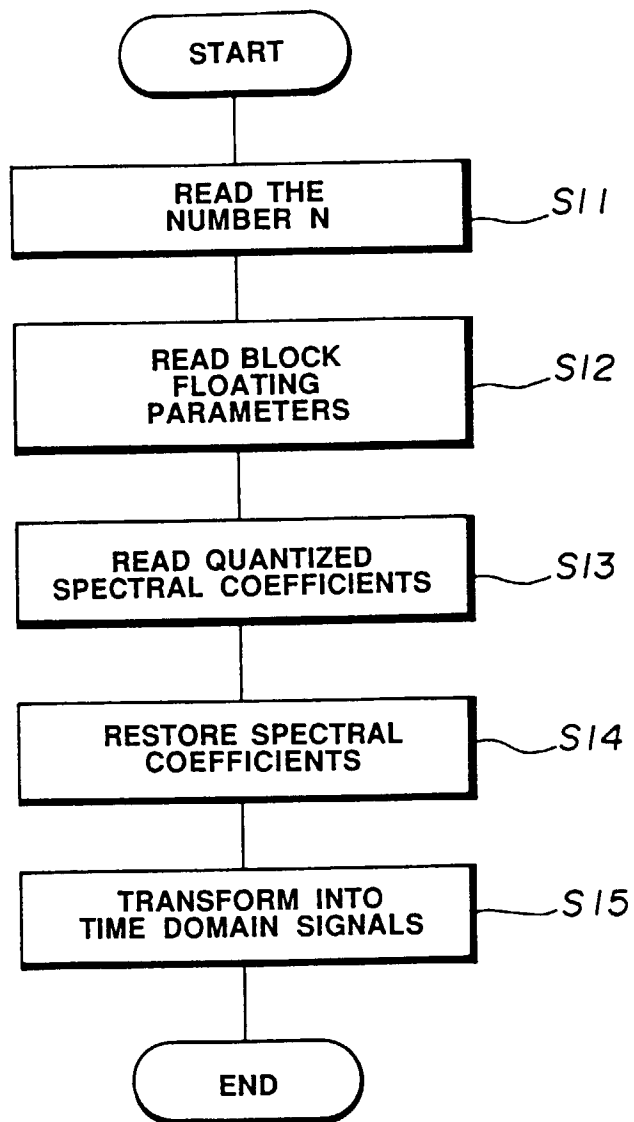 START
READ THE
NUMBER N
S11
READ BLOCK
FLOATING
PARAMETERS
S12
READ QUANTIZED
SPECTRAL COEFFICIENTS
S13
RESTORE SPECTRAL
COEFFICIENTS
S14
TRANSFORM INTO
TIME DOMAIN SIGNALS
S15
END